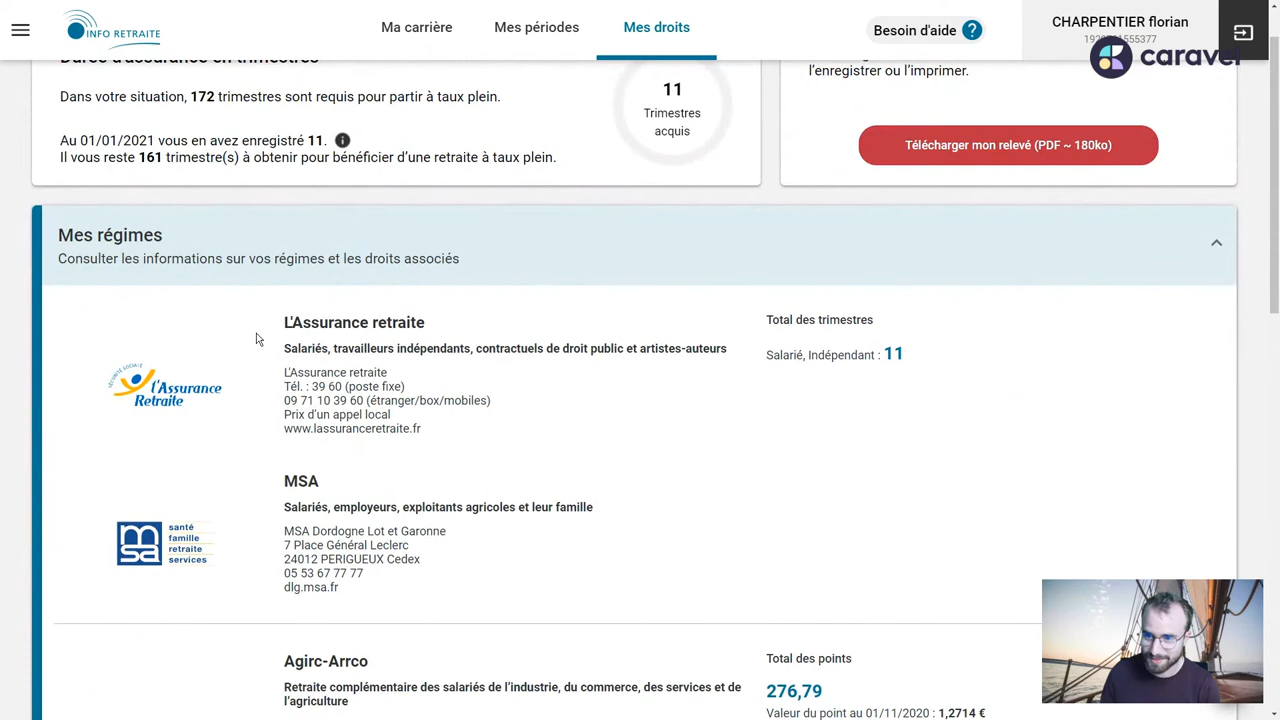 INFO RETRAITE
Ma carrière
Mes périodes
Mes droits
Besoin d'aide ?
CHARPENTIER florian
caravel
Dans votre situation, 172 trimestres sont requis pour partir à taux plein.
Au 01/01/2021 vous en avez enregistré 11.
Il vous reste 161 trimestre(s) à obtenir pour bénéficier d'une retraite à taux plein.
11
Trimestres
acquis
l'enregistrer ou l'imprimer.
Télécharger mon relevé (PDF ~ 180ko)
Mes régimes
Consulter les informations sur vos régimes et les droits associés
SÉCURITÉ SOCIALE
l'Assurance
Retraite
L'Assurance retraite
Salariés, travailleurs indépendants, contractuels de droit public et artistes-auteurs
L'Assurance retraite
Tél. : 39 60 (poste fixe)
09 71 10 39 60 (étranger/box/mobiles)
Prix d'un appel local
www.lassuranceretraite.fr
Total des trimestres
Salarié, Indépendant : 11
msa
santé
famille
retraite
services
MSA
Salariés, employeurs, exploitants agricoles et leur famille
MSA Dordogne Lot et Garonne
7 Place Général Leclerc
24012 PERIGUEUX Cedex
05 53 67 77 77
dlg.msa.fr
Agirc-Arrco
Retraite complémentaire des salariés de l'industrie, du commerce, des services et de
l'agriculture
Total des points
276,79
Valeur du point au 01/11/2020 : 1,2714 €